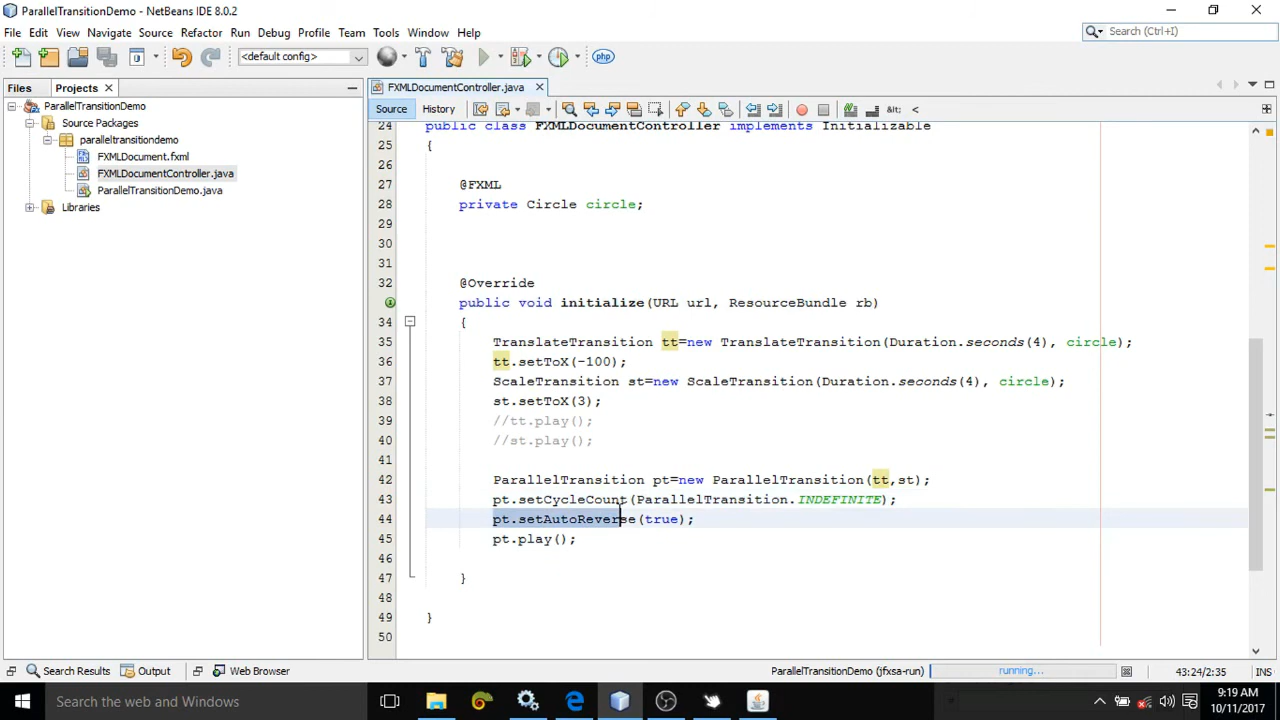 ParallelTransitionDemo - NetBeans IDE 8.0.2
File Edit View Navigate Source Refactor Run Debug Profile Team Tools Window Help
Search (Ctrl+I)
<default config>
php
Files Projects
FXMLDocumentController.java
ParallelTransitionDemo
Source History
&lt: <
Source Packages
paralleltransitiondemo
FXMLDocument.fxml
FXMLDocumentController.java
ParallelTransitionDemo.java
Libraries
24 public class FXMLDocumentController implements Initializable
25 {
26
27 @FXML
28 private Circle circle;
29
30
31
32 @Override
public void initialize(URL url, ResourceBundle rb)
34 {
35 TranslateTransition tt=new TranslateTransition(Duration.seconds(4), circle);
36 tt.setToX(-100);
37 ScaleTransition st=new ScaleTransition(Duration.seconds(4), circle);
38 st.setToX(3);
39 //tt.play();
40 //st.play();
41
42 ParallelTransition pt=new ParallelTransition(tt,st);
43 pt.setCycleCount(ParallelTransition.INDEFINITE);
44 pt.setAutoReverse(true);
45 pt.play();
46
47 }
48
49 }
50
Search Results Output Web Browser
ParallelTransitionDemo (jfxsa-run) running... 43:24/2:35 INS
Search the web and Windows
9:19 AM
10/11/2017